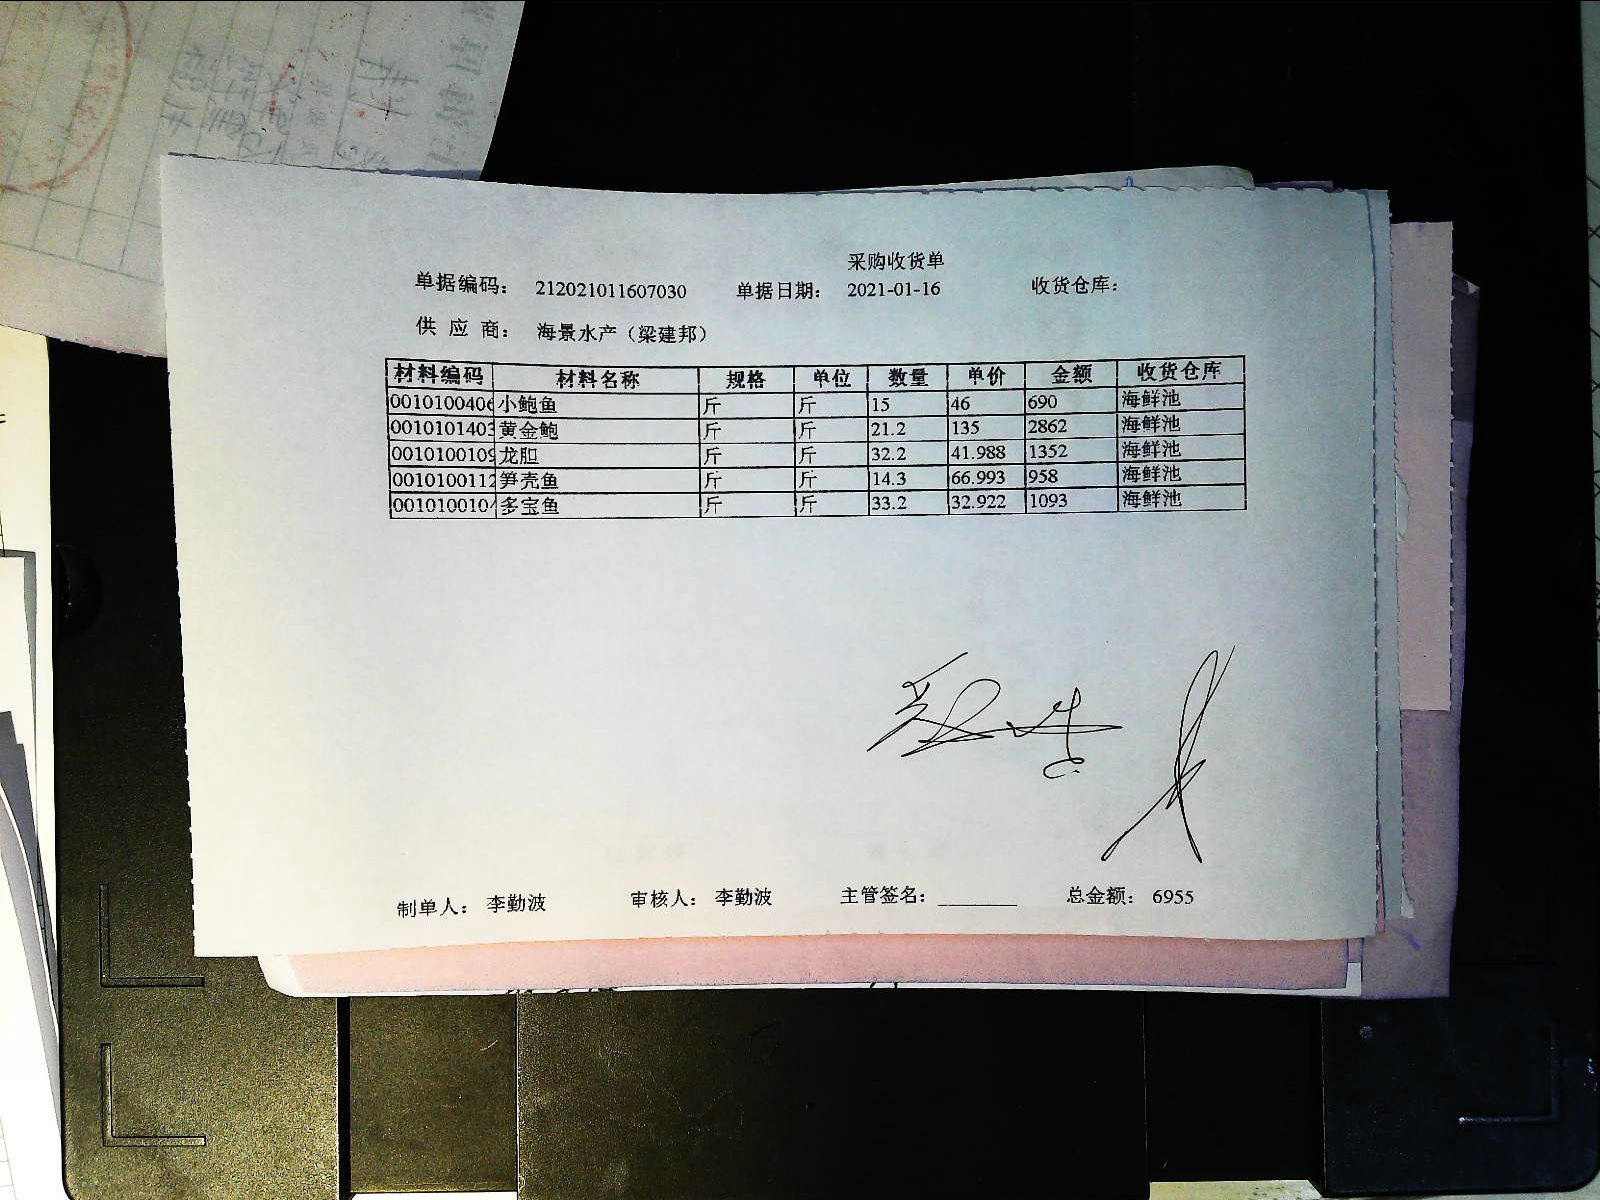 采购收货单
单据编码： 212021011607030 单据日期： 2021-01-16 收货仓库：
供 应 商： 海景水产（梁建邦）
材料编码 材料名称 规格 单位 数量 单价 金额 收货仓库
0010100406 小鲍鱼 斤 斤 15 46 690 海鲜池
0010101403 黄金鲍 斤 斤 21.2 135 2862 海鲜池
0010100109 龙胆 斤 斤 32.2 41.988 1352 海鲜池
0010100112 笋壳鱼 斤 斤 14.3 66.993 958 海鲜池
001010010 多宝鱼 斤 斤 33.2 32.922 1093 海鲜池
制单人： 李勤波 审核人： 李勤波 主管签名： 总金额： 6955